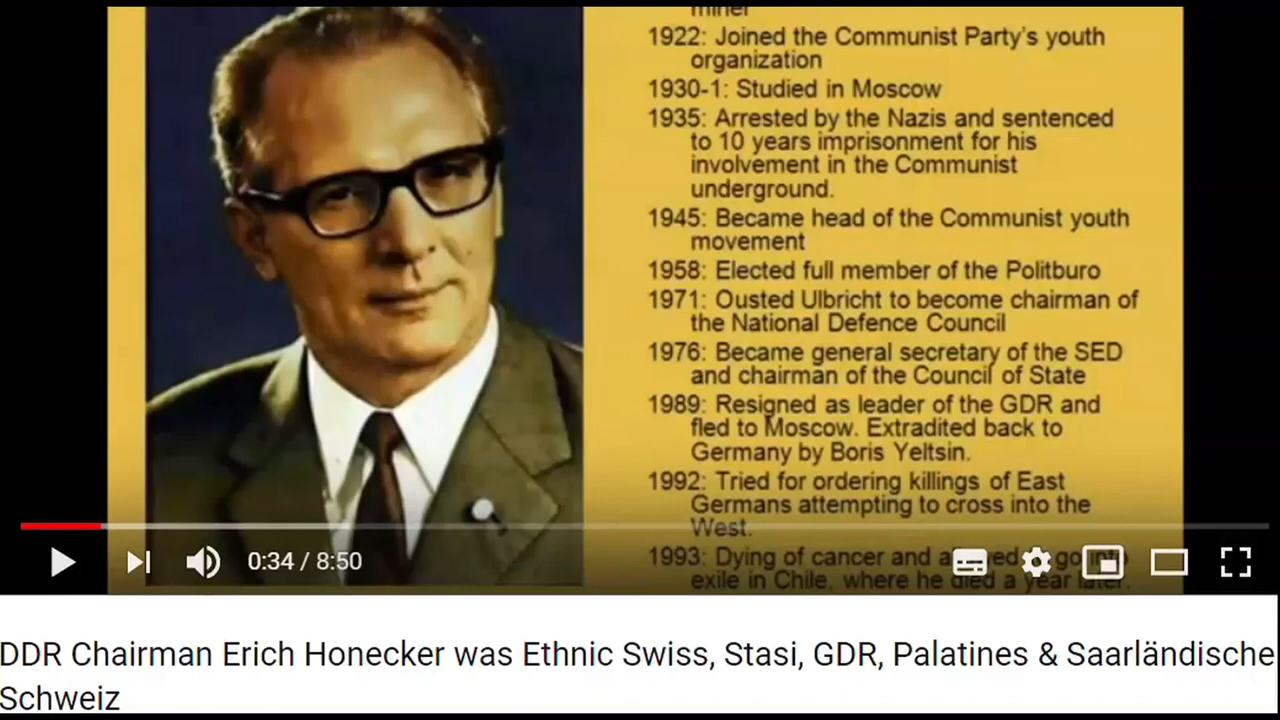 miner
1922: Joined the Communist Party's youth
organization
1930-1: Studied in Moscow
1935: Arrested by the Nazis and sentenced
to 10 years imprisonment for his
involvement in the Communist
underground.
1945: Became head of the Communist youth
movement
1958: Elected full member of the Politburo
1971: Ousted Ulbricht to become chairman of
the National Defence Council
1976: Became general secretary of the SED
and chairman of the Council of State
1989: Resigned as leader of the GDR and
fled to Moscow. Extradited back to
Germany by Boris Yeltsin.
1992: Tried for ordering killings of East
Germans attempting to cross into the
West.
1993: Dying of cancer and go into
exile in Chile, where he died a year later.
0:34 / 8:50
DDR Chairman Erich Honecker was Ethnic Swiss, Stasi, GDR, Palatines & Saarländische
Schweiz